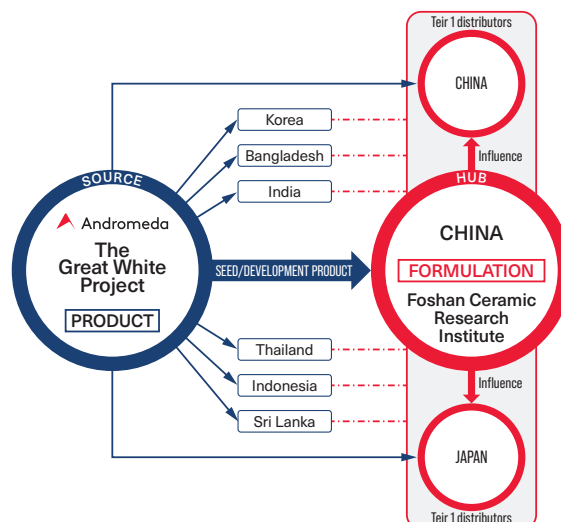 Teir 1 distributors
CHINA
Korea
Bangladesh
India
Influence
SOURCE
Andromeda
The
Great White
Project
PRODUCT
SEED/DEVELOPMENT PRODUCT
HUB
CHINA
FORMULATION
Foshan Ceramic
Research
Institute
Thailand
Indonesia
Sri Lanka
Influence
JAPAN
Teir 1 distributors